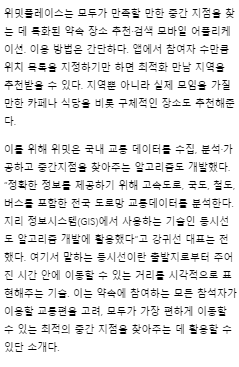 위밋플레이스는 모두가 만족할 만한 중간 지점을 찾
는 데 특화된 약속 장소 추천·검색 모바일 어플리케
이션. 이용 방법은 간단하다. 앱에서 참여자 수만큼
위치 목록을 지정하기만 하면 최적화 만남 지역을
추천받을 수 있다. 지역뿐 아니라 실제 모임을 가질
만한 카페나 식당을 비롯 구체적인 장소도 추천해준
다.
이를 위해 위밋은 국내 교통 데이터를 수집, 분석·가
공하고 중간지점을 찾아주는 알고리즘도 개발했다.
“정확한 정보를 제공하기 위해 고속도로, 국도, 철도,
버스를 포함한 전국 도로망 교통데이터를 분석한다.
지리 정보시스템(GIS)에서 사용하는 기술인 등시선
도 알고리즘 개발에 활용했다”고 강귀선 대표는 전
했다. 여기서 말하는 등시선이란 출발지로부터 주어
진 시간 안에 이동할 수 있는 거리를 시각적으로 표
현해주는 기술. 이는 약속에 참여하는 모든 참석자가
이용할 교통편을 고려, 모두가 가장 편하게 이동할
수 있는 최적의 중간 지점을 찾아주는 데 활용할 수
있단 소개다.